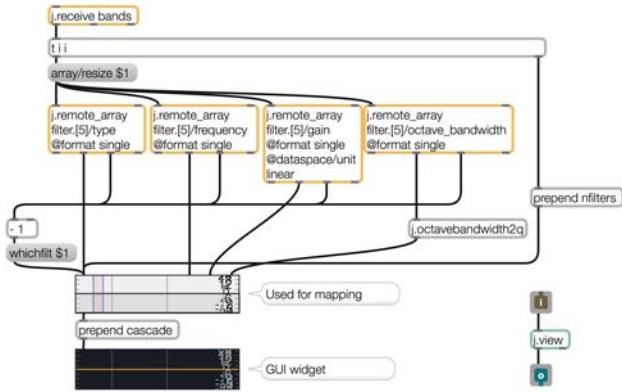 j.receive bands
t i i
array/resize $1
j.remote_array
filter.[5]/type
@format single
j.remote_array
filter.[5]/frequency
@format single
j.remote_array
filter.[5]/gain
@format single
@dataspace/unit
linear
j.remote_array
filter.[5]/octave_bandwidth
@format single
prepend nfilters
- 1
j.octavebandwidth2q
whichfilt $1
Used for mapping
i
prepend cascade
j.view
GUI widget
o